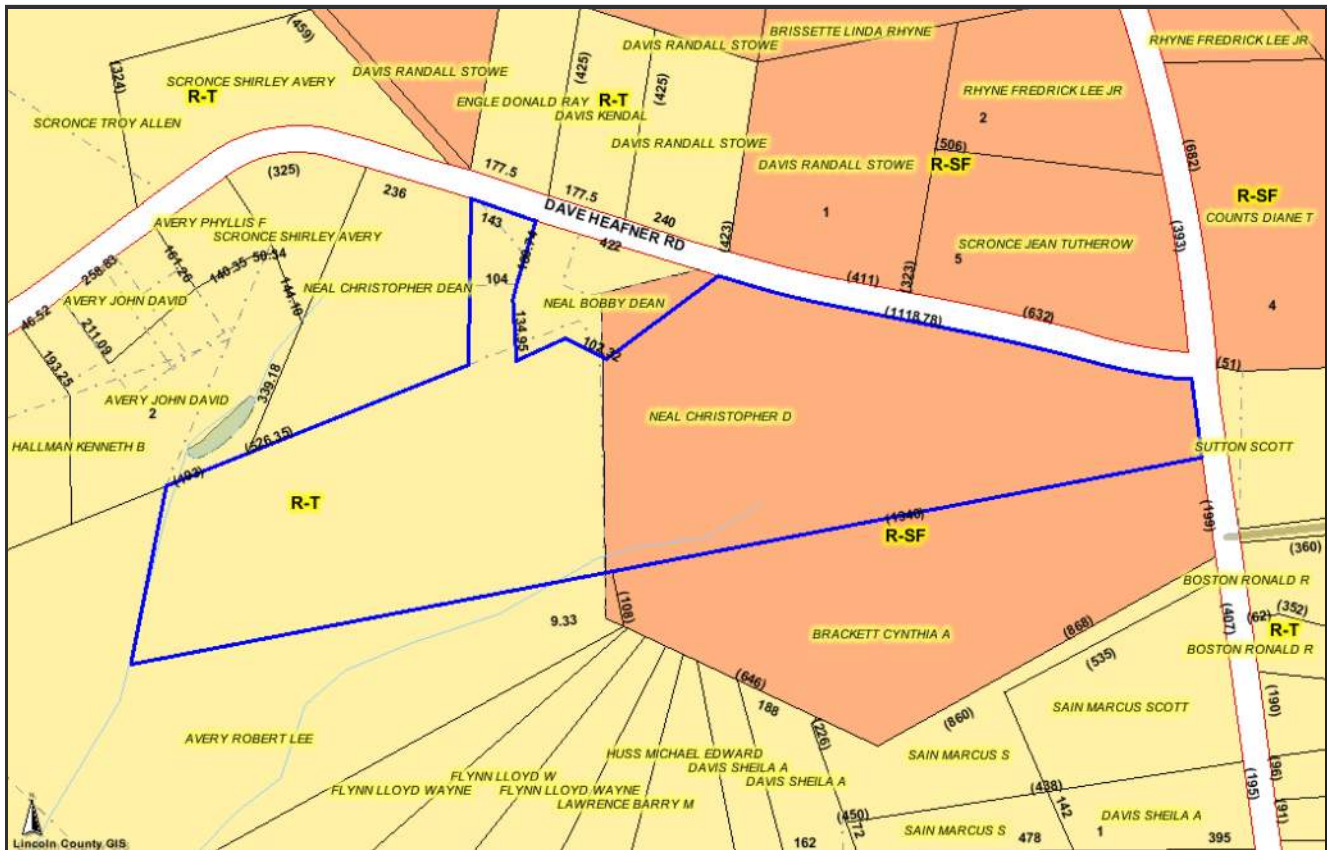 (459)
BRISSETTE LINDA RHYNE
DAVIS RANDALL STOWE
RHYNE FREDRICK LEE JR
(324)
SCRONCE SHIRLEY AVERY
R-T
DAVIS RANDALL STOWE
(425)
(425)
ENGLE DONALD RAY
R-T
DAVIS KENDAL
RHYNE FREDRICK LEE JR
2
SCRONCE TROY ALLEN
DAVIS RANDALL STOWE
(506)
(682)
DAVIS RANDALL STOWE
R-SF
(325)
177.5
236
177.5
R-SF
COUNTS DIANE T
143
DAVE HEAFNER RD
240
422
(423)
1
(393)
AVERY PHYLLIS F
SCRONCE SHIRLEY AVERY
SCRONCE JEAN TUTHEROW
5
258.83
161.26
140.35
50.34
NEAL CHRISTOPHER DEAN
104
(411)
(323)
AVERY JOHN DAVID
144.10
NEAL BOBBY DEAN
(1118.78)
(632)
4
46.52
211.09
134.95
102.32
193.25
339.18
(51)
AVERY JOHN DAVID
2
NEAL CHRISTOPHER D
HALLMAN KENNETH B
(526.35)
SUTTON SCOTT
(193)
R-T
(1340)
R-SF
(199)
(360)
BOSTON RONALD R
(108)
9.33
BRACKETT CYNTHIA A
(868)
(407)
(62)
(352)
R-T
BOSTON RONALD R
(535)
(646)
188
(190)
SAIN MARCUS SCOTT
(860)
AVERY ROBERT LEE
(226)
HUSS MICHAEL EDWARD
SAIN MARCUS S
DAVIS SHEILA A
FLYNN LLOYD W
DAVIS SHEILA A
(96)
FLYNN LLOYD WAYNE
FLYNN LLOYD WAYNE
(438)
(195)
LAWRENCE BARRY M
142
(91)
(450)
72
DAVIS SHEILA A
1
SAIN MARCUS S
478
395
162
Lincoln County GIS